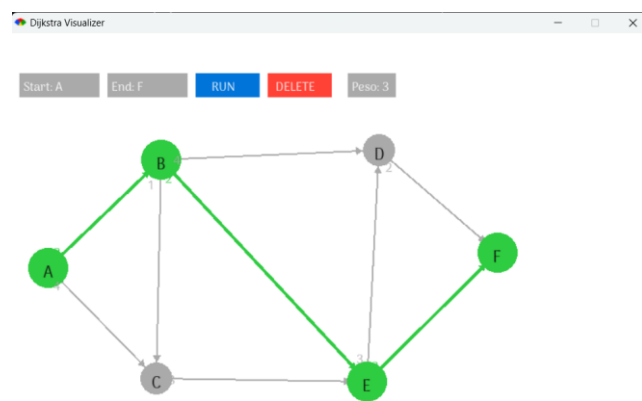 Dijkstra Visualizer
Start: A End: F RUN DELETE Peso: 3
B D
1 2 2
A F
C E
3